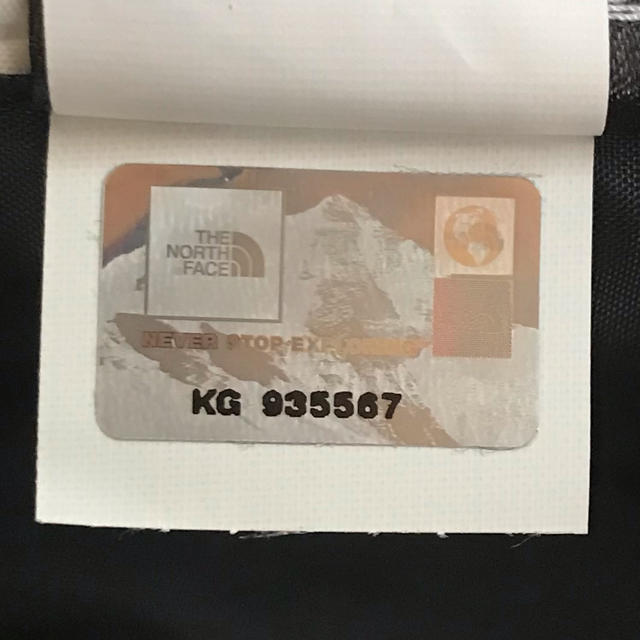 THE
NORTH
FACE
NEVER STOP EXPLORING
KG 935567